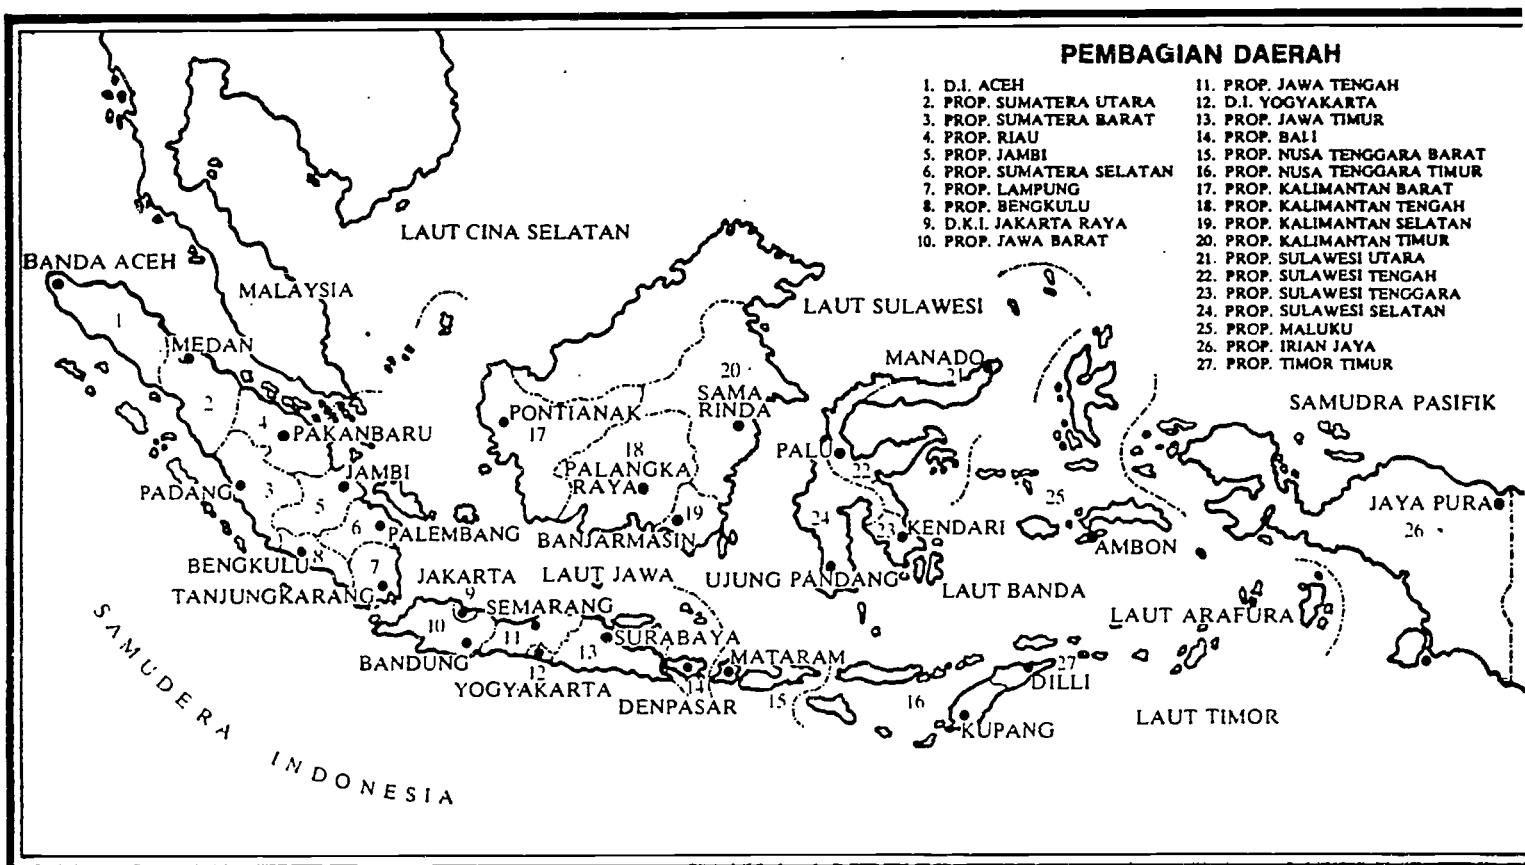 PEMBAGIAN DAERAH
1. D.I. ACEH
2. PROP. SUMATERA UTARA
3. PROP. SUMATERA BARAT
4. PROP. RIAU
5. PROP. JAMBI
6. PROP. SUMATERA SELATAN
7. PROP. LAMPUNG
8. PROP. BENGKULU
9. D.K.I. JAKARTA RAYA
10. PROP. JAWA BARAT
11. PROP. JAWA TENGAH
12. D.I. YOGYAKARTA
13. PROP. JAWA TIMUR
14. PROP. BALI
15. PROP. NUSA TENGGARA BARAT
16. PROP. NUSA TENGGARA TIMUR
17. PROP. KALIMANTAN BARAT
18. PROP. KALIMANTAN TENGAH
19. PROP. KALIMANTAN SELATAN
20. PROP. KALIMANTAN TIMUR
21. PROP. SULAWESI UTARA
22. PROP. SULAWESI TENGAH
23. PROP. SULAWESI TENGGARA
24. PROP. SULAWESI SELATAN
25. PROP. MALUKU
26. PROP. IRIAN JAYA
27. PROP. TIMOR TIMUR
LAUT CINA SELATAN
BANDA ACEH
MALAYSIA
LAUT SULAWESI
1
MEDAN
MANADO
21
20
SAMA
RINDA
SAMUDRA PASIFIK
2
4
PONTIANAK
17
PAKANBARU
PALU
22
18
PALANGKA
RAYA
JAMBI
PADANG
3
5
25
JAYA PURA
26
6
PALEMBANG
19
BANJARMASIN
24
23
KENDARI
AMBON
BENGKULU
8
7
JAKARTA
LAUT JAWA
UJUNG PANDANG
LAUT BANDA
TANJUNGKARANG
9
SEMARANG
LAUT ARAFURA
10
11
SURABAYA
13
BANDUNG
12
YOGYAKARTA
MATARAM
14
DENPASAR
15
16
27
DILLI
KUPANG
LAUT TIMOR
SAMUDERA INDONESIA